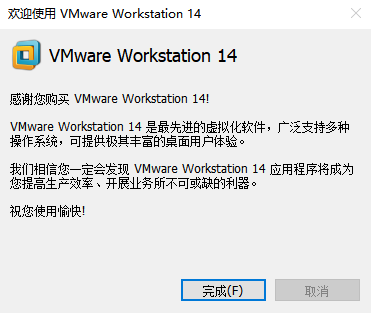 欢迎使用 VMware Workstation 14
VMware Workstation 14
感谢您购买 VMware Workstation 14!
VMware Workstation 14 是最先进的虚拟化软件，广泛支持多种
操作系统，可提供极其丰富的桌面用户体验。
我们相信您一定会发现 VMware Workstation 14 应用程序将成为
您提高生产效率、开展业务所不可或缺的利器。
祝您使用愉快!
完成(F)
取消